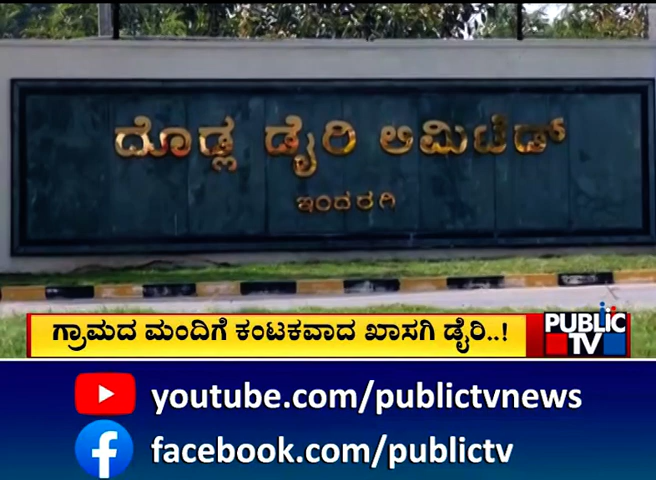 ದೊಡ್ಲ ಡೈರಿ ಲಿಮಿಟೆಡ್
ಇಂದರಗಿ
ಗ್ರಾಮದ ಮಂದಿಗೆ ಕಂಟಕವಾದ ಖಾಸಗಿ ಡೈರಿ..!
PUBLiC
TV
youtube.com/publictvnews
facebook.com/publictv